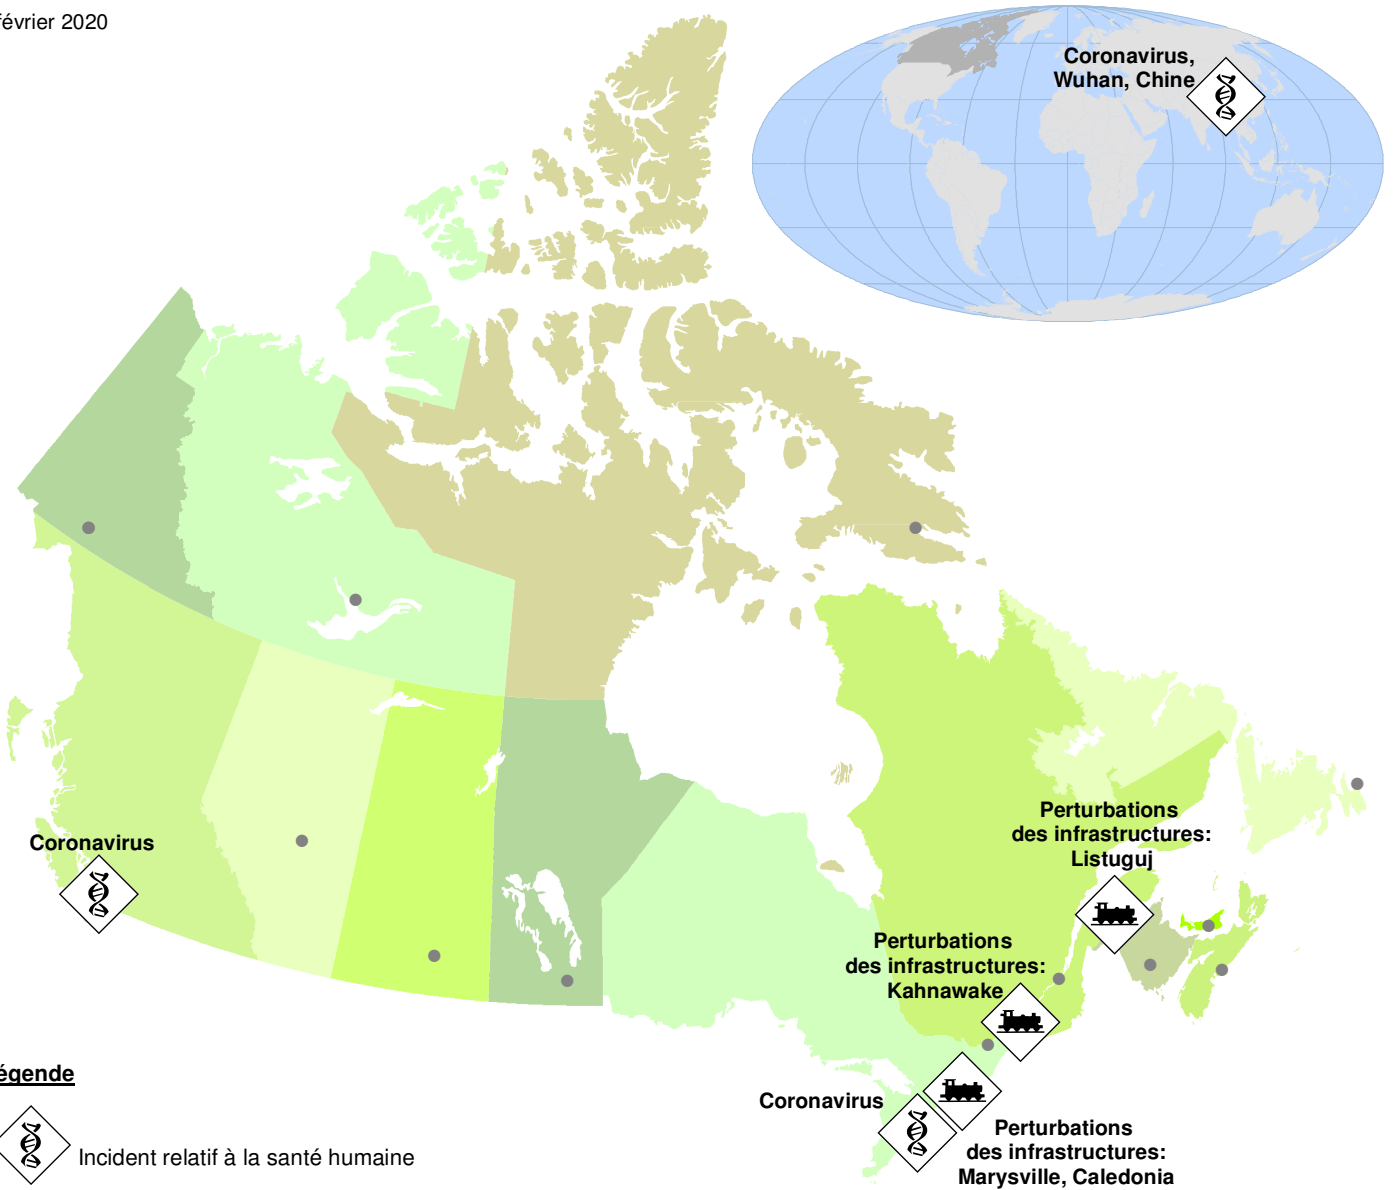 février 2020
Coronavirus,
Wuhan, Chine
Coronavirus
Perturbations
des infrastructures:
Listuguj
Perturbations
des infrastructures:
Kahnawake
Coronavirus
Perturbations
des infrastructures:
Marysville, Caledonia
égende
Incident relatif à la santé humaine